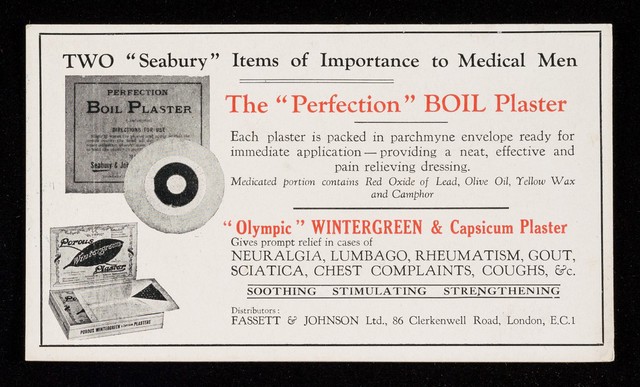 TWO "Seabury" Items of Importance to Medical Men
PERFECTION
BOIL PLASTER
DIRECTIONS FOR USE
Seabury & Joh
The "Perfection" BOIL Plaster
Each plaster is packed in parchmyne envelope ready for
immediate application — providing a neat, effective and
pain relieving dressing.
Medicated portion contains Red Oxide of Lead, Olive Oil, Yellow Wax
and Camphor
Porous
Wintergreen
Plaster
POROUS WINTERGREEN PLASTERS
"Olympic" WINTERGREEN & Capsicum Plaster
Gives prompt relief in cases of
NEURALGIA, LUMBAGO, RHEUMATISM, GOUT,
SCIATICA, CHEST COMPLAINTS, COUGHS, &c.
SOOTHING STIMULATING STRENGTHENING
Distributors:
FASSETT & JOHNSON Ltd., 86 Clerkenwell Road, London, E.C.1